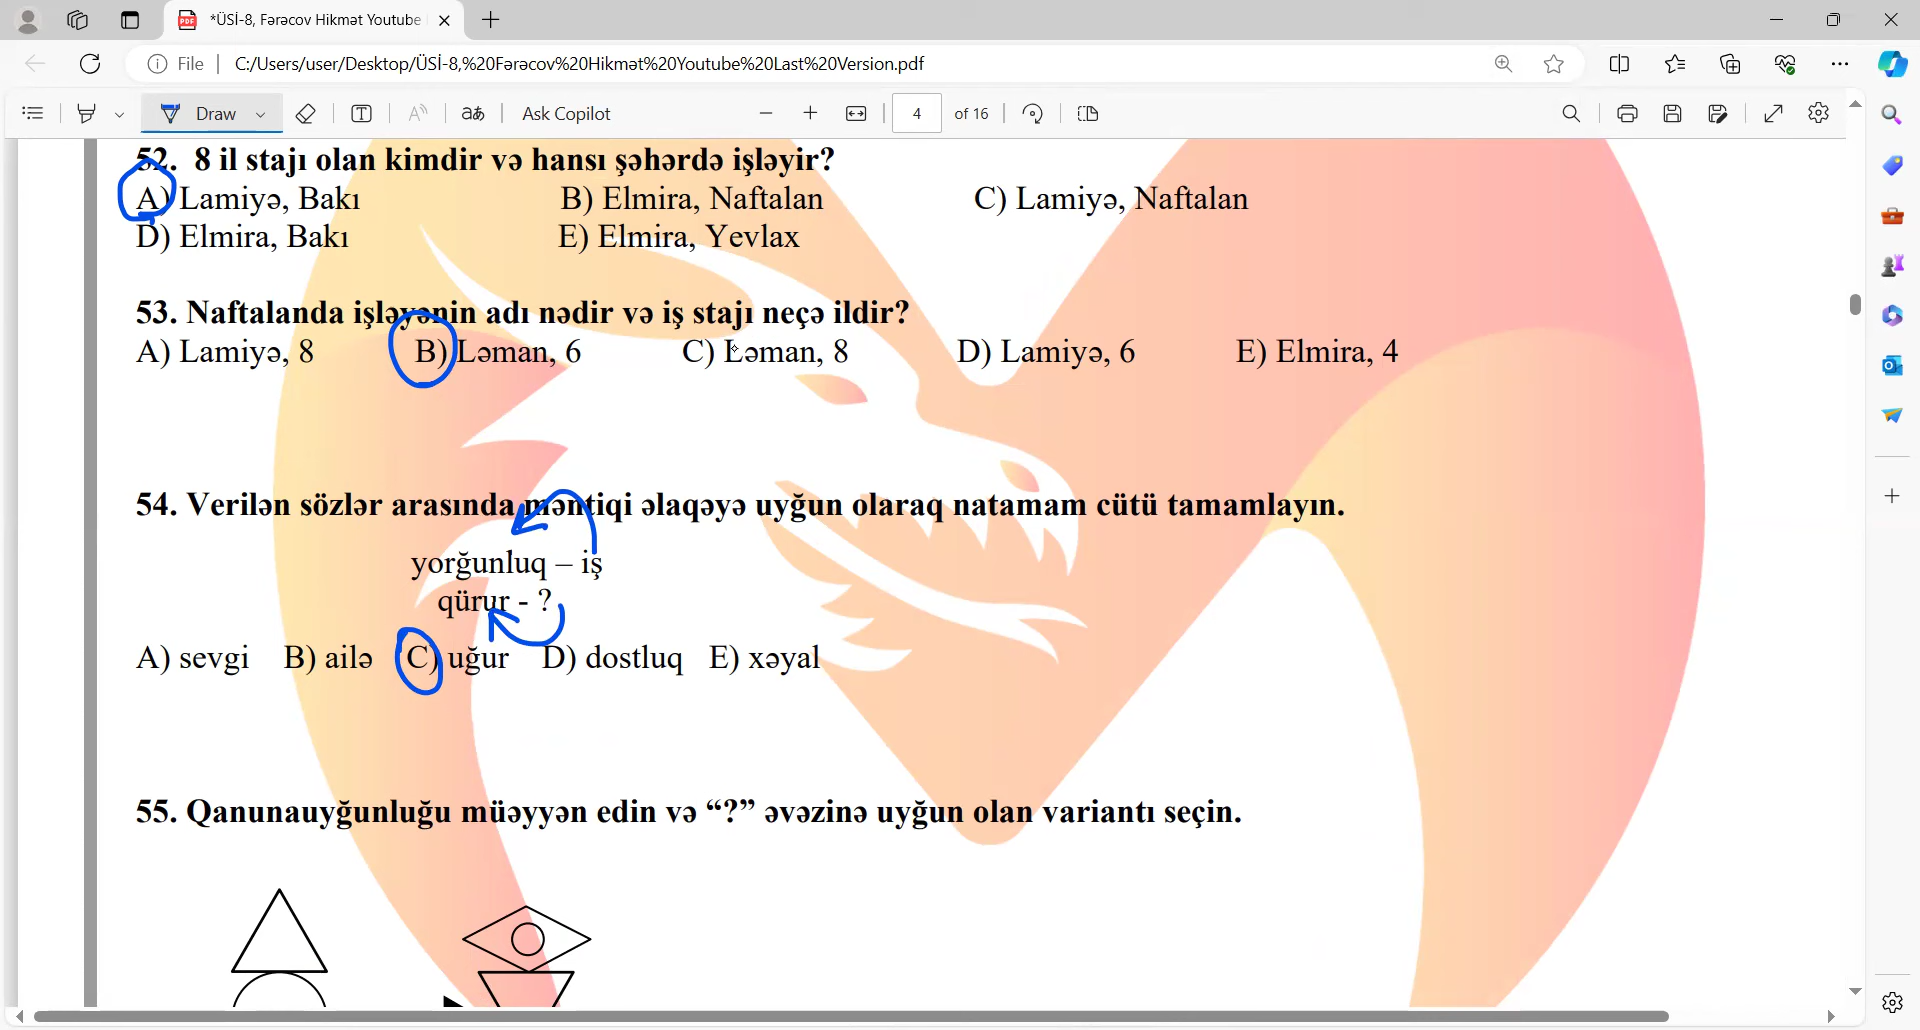 *ÜSİ-8, Fərəcov Hikmət Youtube
File
C:/Users/user/Desktop/ÜSİ-8,%20Fərəcov%20Hikmət%20Youtube%20Last%20Version.pdf
Draw
aあ
Ask Copilot
4 of 16
52. 8 il stajı olan kimdir və hansı şəhərdə işləyir?
A) Lamiyə, Bakı B) Elmira, Naftalan C) Lamiyə, Naftalan
D) Elmira, Bakı E) Elmira, Yevlax
53. Naftalanda işləyənin adı nədir və iş stajı neçə ildir?
A) Lamiyə, 8 B) Ləman, 6 C) Ləman, 8 D) Lamiyə, 6 E) Elmira, 4
54. Verilən sözlər arasında məntiqi əlaqəyə uyğun olaraq natamam cütü tamamlayın.
yorğunluq – iş
qürur - ?
A) sevgi B) ailə C) uğur D) dostluq E) xəyal
55. Qanunauyğunluğu müəyyən edin və “?” əvəzinə uyğun olan variantı seçin.